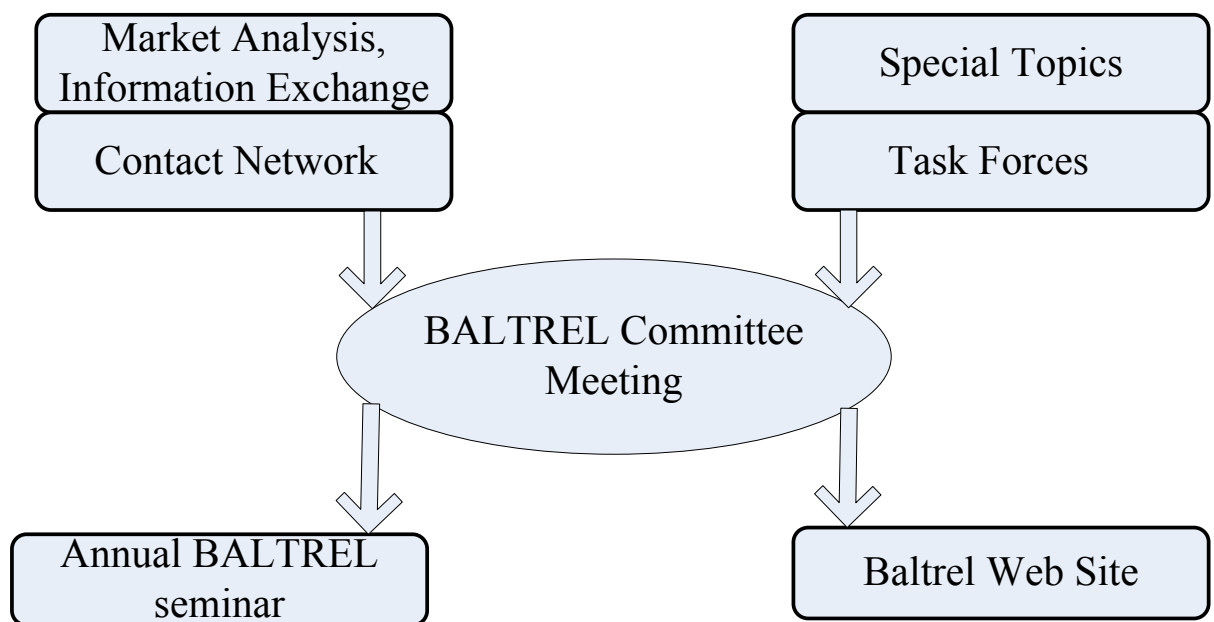 Market Analysis,
Information Exchange
Contact Network
Special Topics
Task Forces
BALTREL Committee
Meeting
Annual BALTREL
seminar
Baltrel Web Site